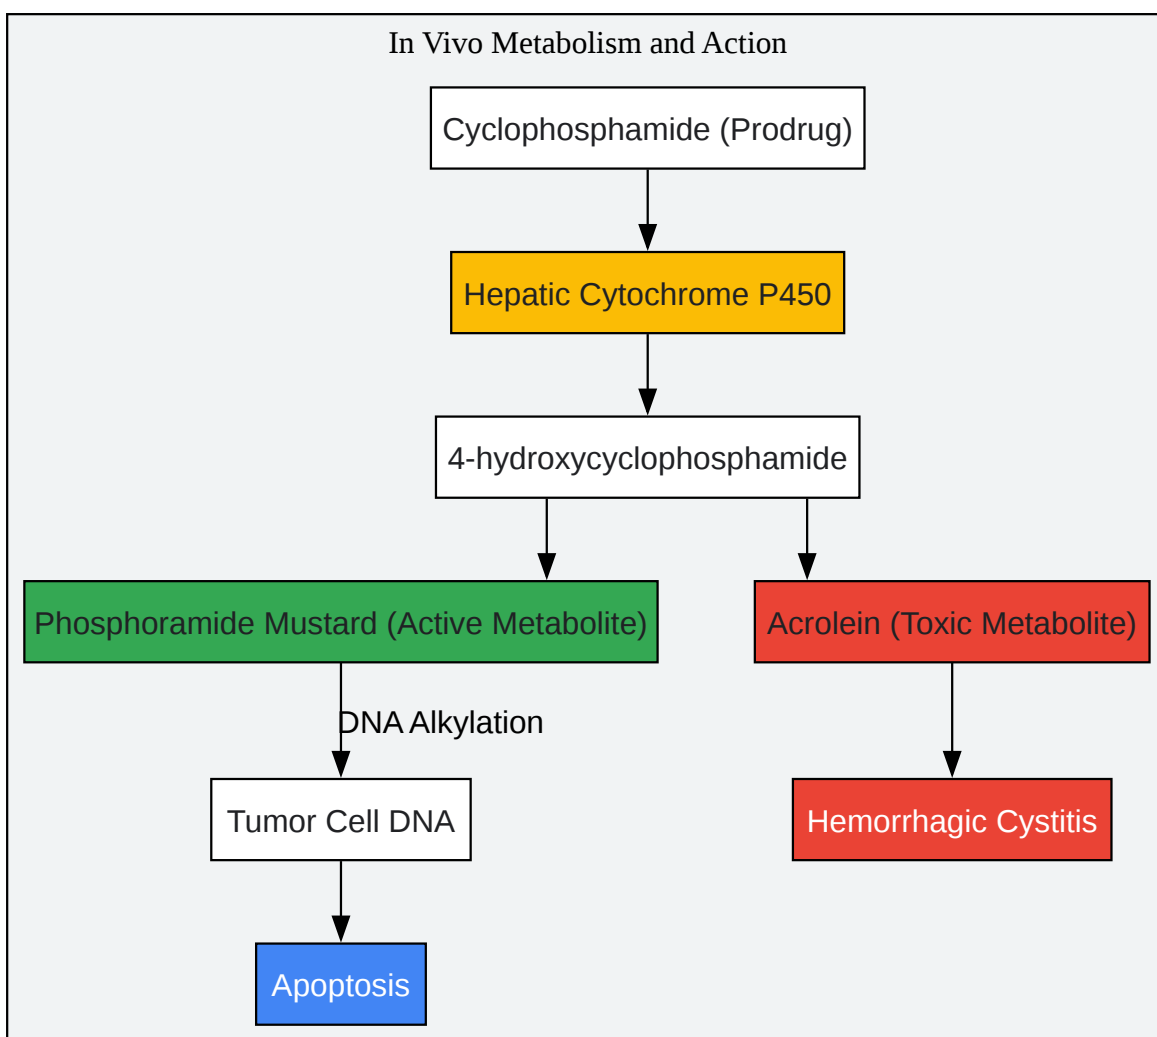 In Vivo Metabolism and Action
Cyclophosphamide (Prodrug)
Hepatic Cytochrome P450
4-hydroxycyclophosphamide
Phosphoramide Mustard (Active Metabolite)
Acrolein (Toxic Metabolite)
DNA Alkylation
Tumor Cell DNA
Hemorrhagic Cystitis
Apoptosis